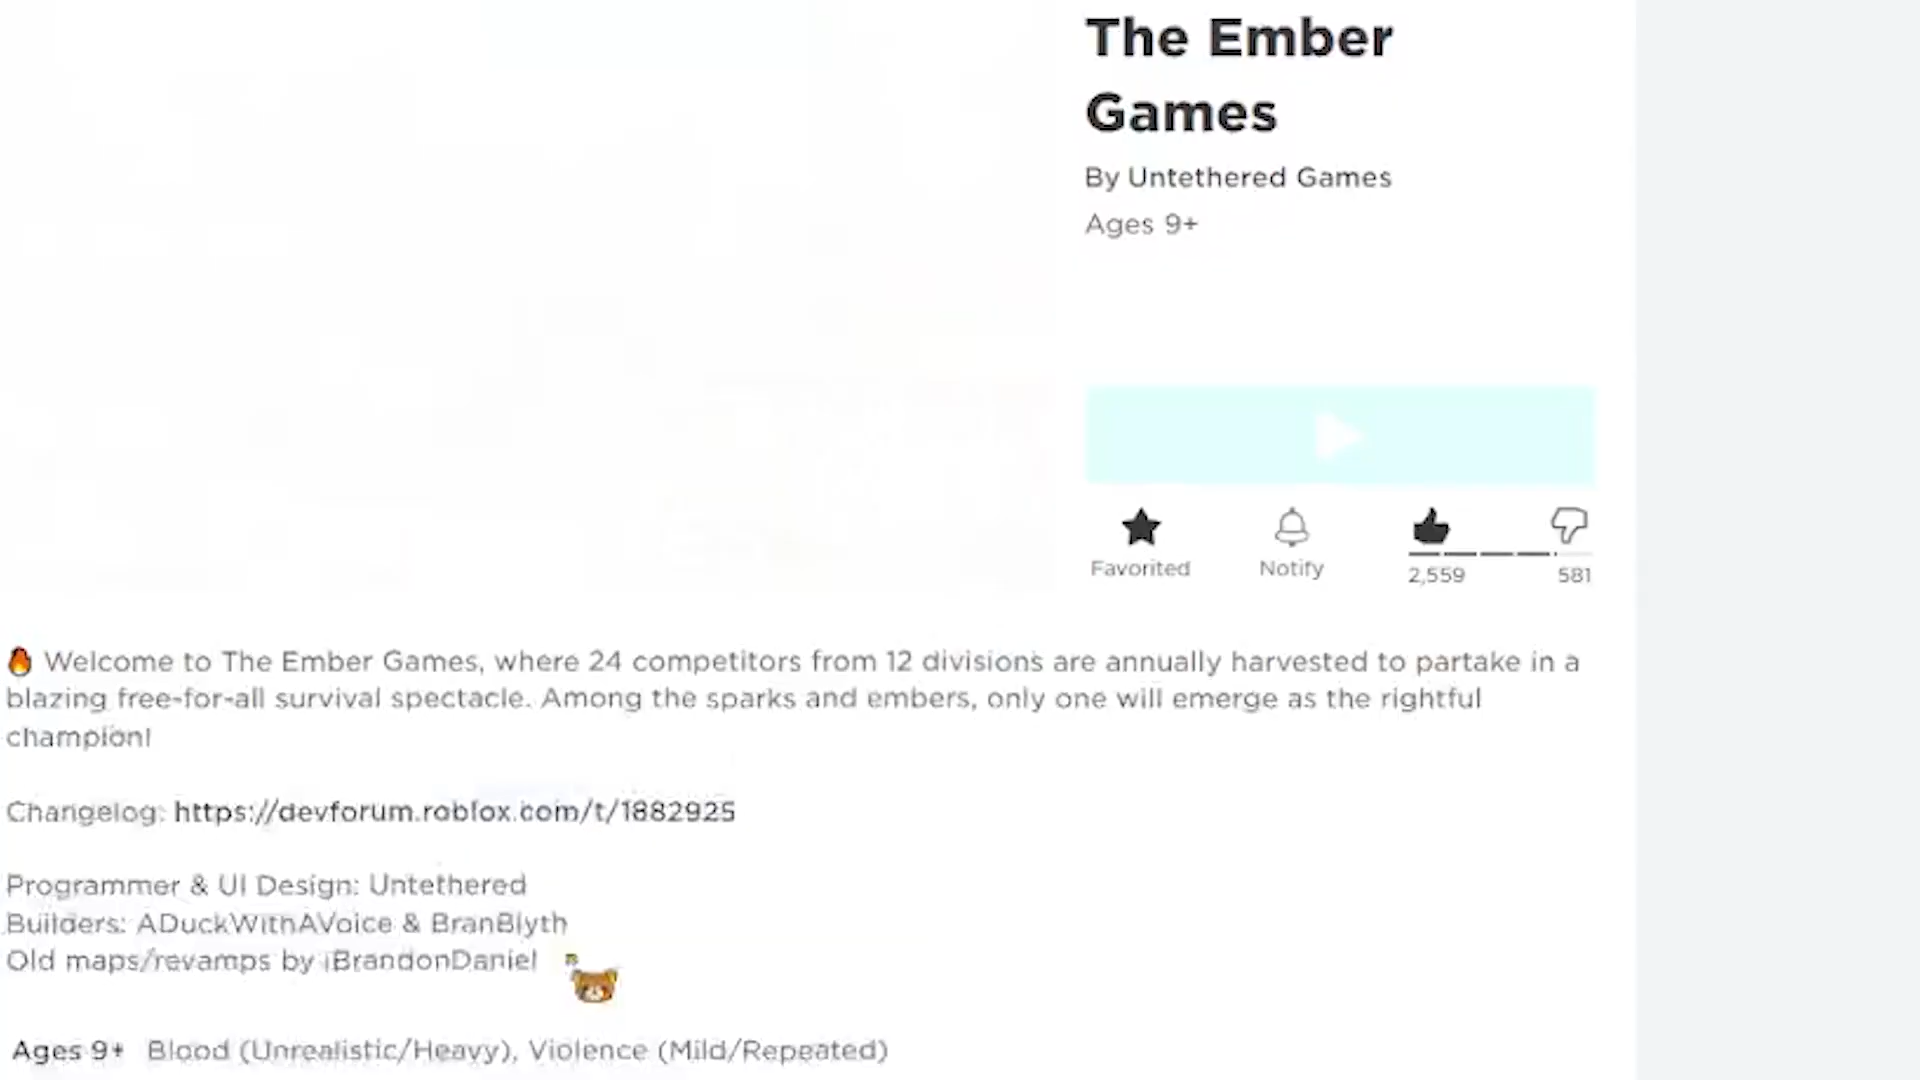 The Ember
Games
By Untethered Games
Ages 9+
Favorited
Notify
2,559
581
🔥 Welcome to The Ember Games, where 24 competitors from 12 divisions are annually harvested to partake in a
blazing free-for-all survival spectacle. Among the sparks and embers, only one will emerge as the rightful
champion!
Changelog: https://devforum.roblox.com/t/1882925
Programmer & UI Design: Untethered
Builders: ADuckWithAVoice & BranBlyth
Old maps/revamps by iBrandonDaniel
Ages 9+ Blood (Unrealistic/Heavy), Violence (Mild/Repeated)